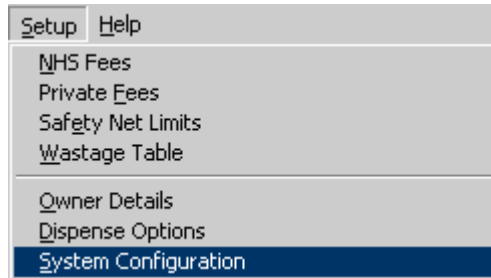 Setup Help
NHS Fees
Private Fees
Safety Net Limits
Wastage Table
Owner Details
Dispense Options
System Configuration